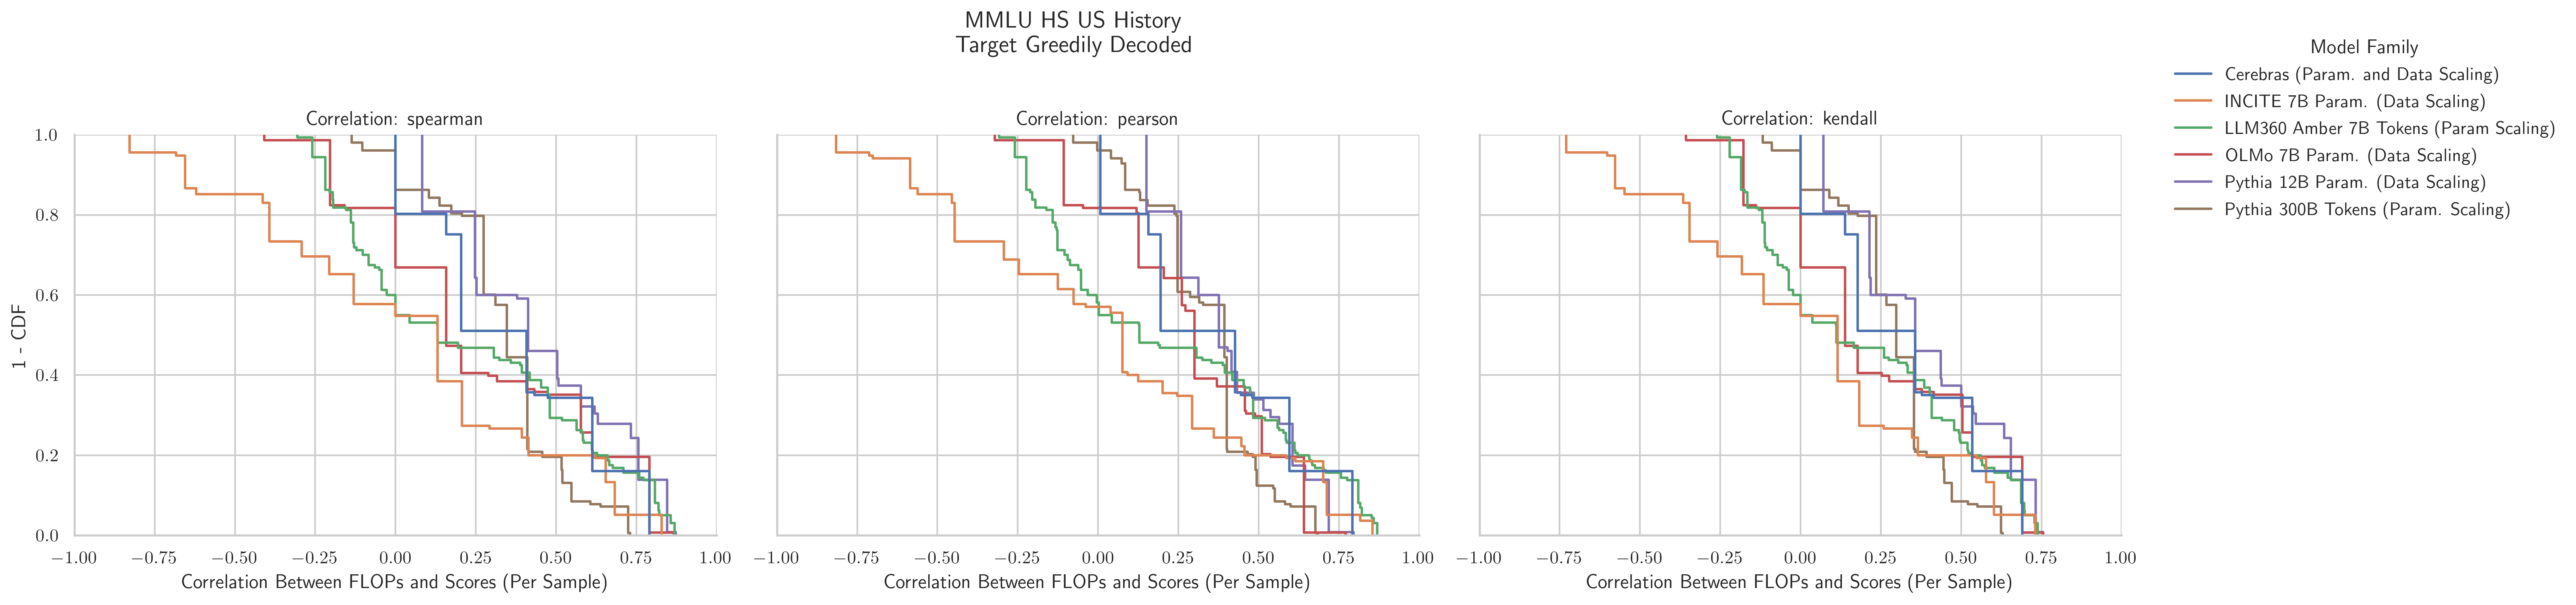 MMLU HS US History
Target Greedily Decoded
Model Family
Cerebras (Param. and Data Scaling)
INCITE 7B Param. (Data Scaling)
LLM360 Amber 7B Tokens (Param Scaling)
OLMo 7B Param. (Data Scaling)
Pythia 12B Param. (Data Scaling)
Pythia 300B Tokens (Param. Scaling)
Correlation: spearman
Correlation: pearson
Correlation: kendall
1 - CDF
1.0
0.8
0.6
0.4
0.2
0.0
−1.00 −0.75 −0.50 −0.25 0.00 0.25 0.50 0.75 1.00
−1.00 −0.75 −0.50 −0.25 0.00 0.25 0.50 0.75 1.00
−1.00 −0.75 −0.50 −0.25 0.00 0.25 0.50 0.75 1.00
Correlation Between FLOPs and Scores (Per Sample)
Correlation Between FLOPs and Scores (Per Sample)
Correlation Between FLOPs and Scores (Per Sample)